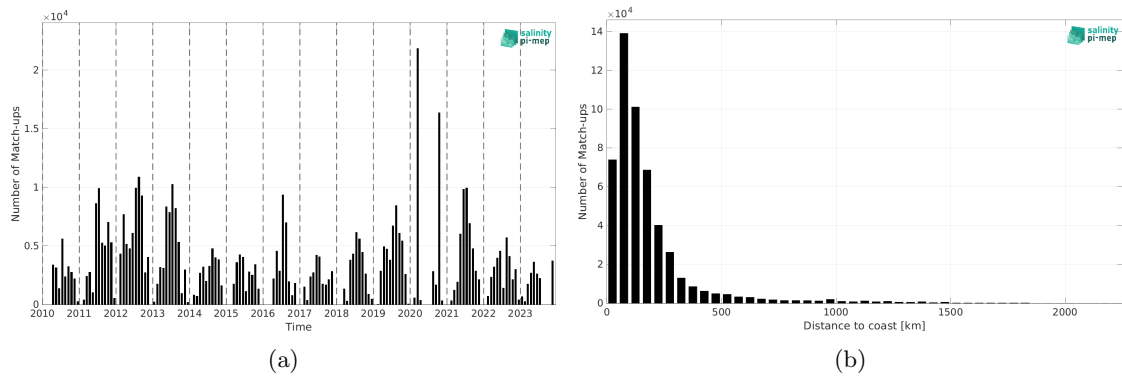 ×10⁴
2
1.5
1
0.5
0
Number of Match-ups
2010 2011 2012 2013 2014 2015 2016 2017 2018 2019 2020 2021 2022 2023
Time
salinity
pi-mep
(a)
×10⁴
14
12
10
8
6
4
2
0
Number of Match-ups
0 500 1000 1500 2000
Distance to coast [km]
salinity
pi-mep
(b)